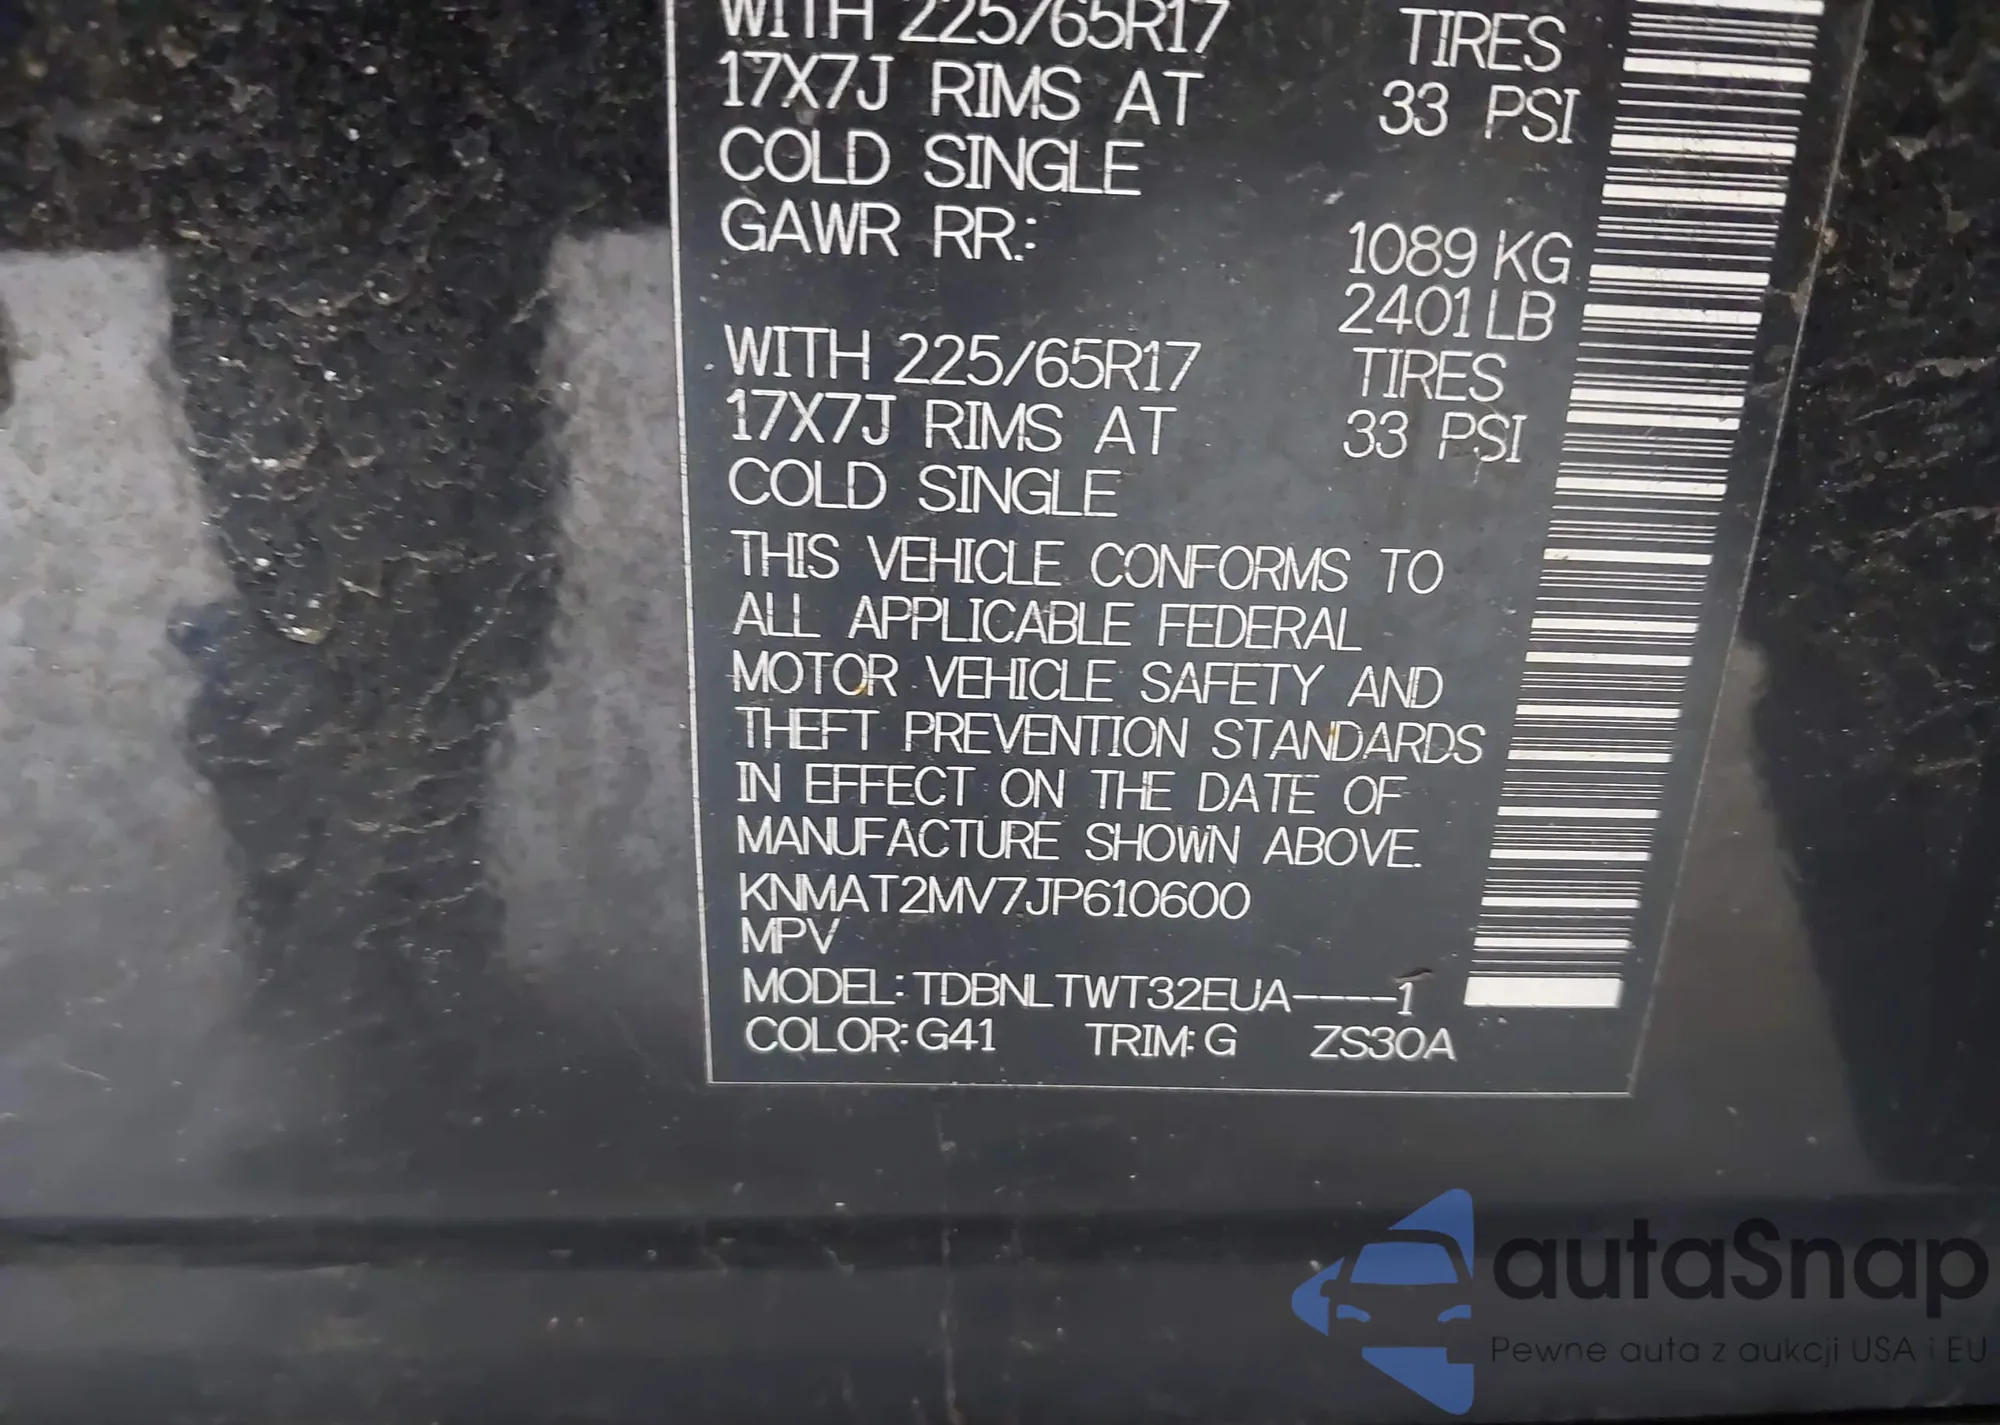 WITH 225/65R17 TIRES
17X7J RIMS AT 33 PSI
COLD SINGLE
GAWR RR.: 1089 KG
2401 LB
WITH 225/65R17 TIRES
17X7J RIMS AT 33 PSI
COLD SINGLE
THIS VEHICLE CONFORMS TO
ALL APPLICABLE FEDERAL
MOTOR VEHICLE SAFETY AND
THEFT PREVENTION STANDARDS
IN EFFECT ON THE DATE OF
MANUFACTURE SHOWN ABOVE.
KNMAT2MV7JP610600
MPV
MODEL: TDBNLTWT32EUA----1
COLOR: G41 TRIM: G ZS30A
autaSnap
Pewne auta z aukcji USA i EU